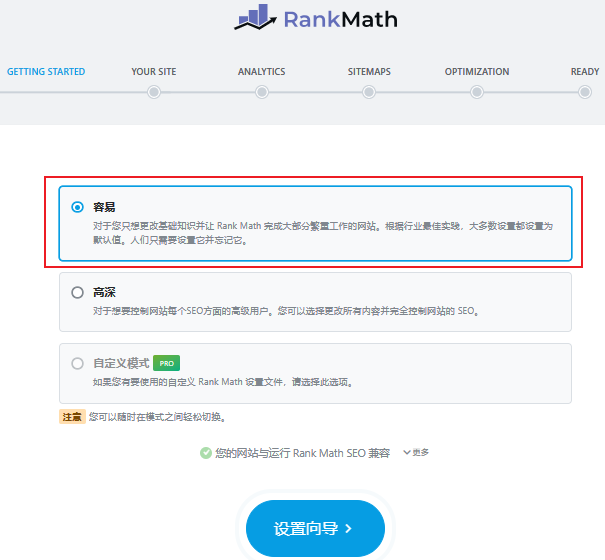 RankMath
GETTING STARTED
YOUR SITE
ANALYTICS
SITEMAPS
OPTIMIZATION
READY
容易
对于您只想更改基础知识并让 Rank Math 完成大部分繁重工作的网站。根据行业最佳实践，大多数设置都设置为
默认值。人们只需要设置它并忘记它。
高深
对于想要控制网站每个SEO方面的高级用户。您可以选择更改所有内容并完全控制网站的 SEO。
自定义模式 PRO
如果您有要使用的自定义 Rank Math 设置文件，请选择此选项。
注意 您可以随时在模式之间轻松切换。
您的网站与运行 Rank Math SEO 兼容 更多
设置向导